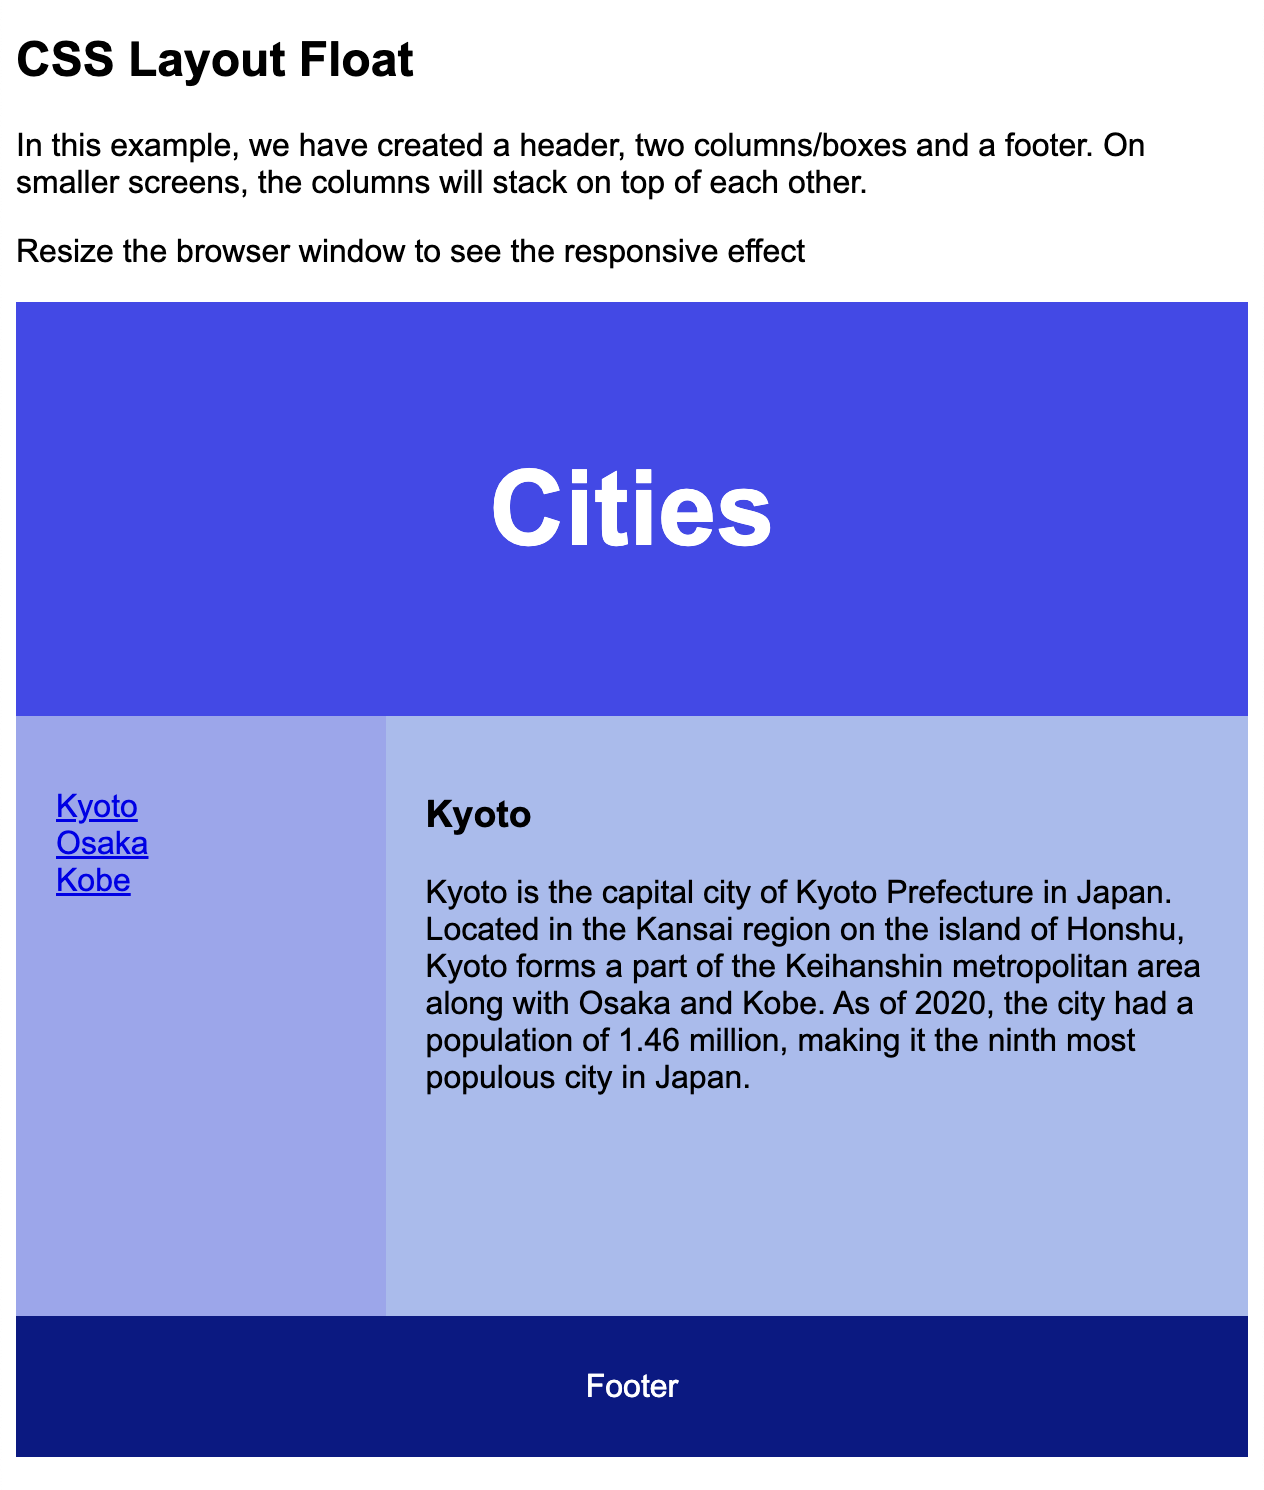 CSS Layout Float
In this example, we have created a header, two columns/boxes and a footer. On
smaller screens, the columns will stack on top of each other.
Resize the browser window to see the responsive effect
Cities
Kyoto
Osaka
Kobe
Kyoto
Kyoto is the capital city of Kyoto Prefecture in Japan.
Located in the Kansai region on the island of Honshu,
Kyoto forms a part of the Keihanshin metropolitan area
along with Osaka and Kobe. As of 2020, the city had a
population of 1.46 million, making it the ninth most
populous city in Japan.
Footer